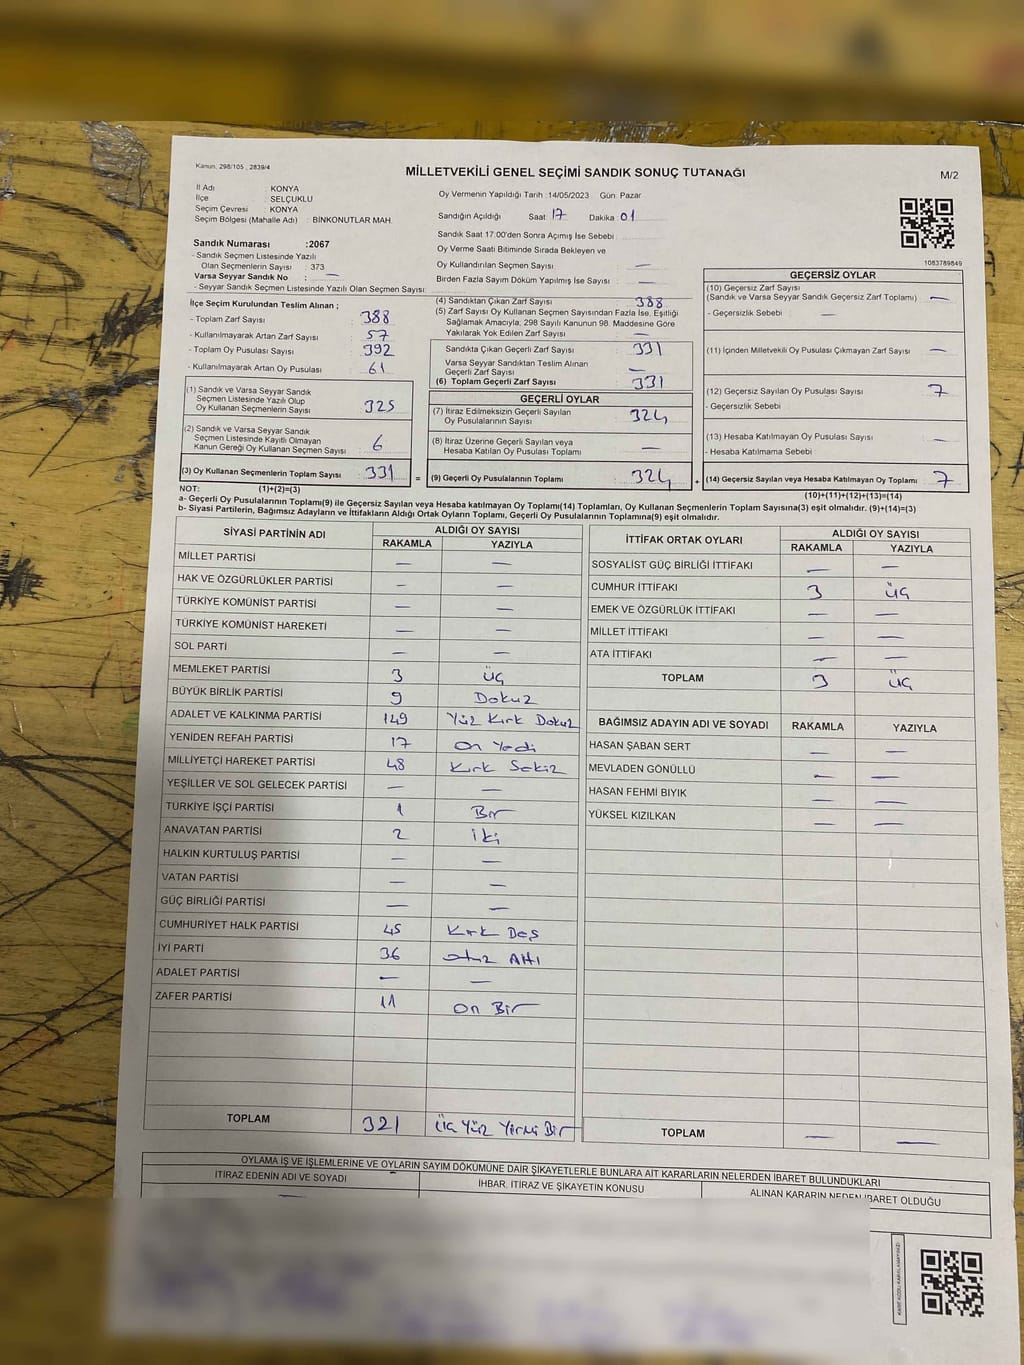 Kanun: 298/105 , 2839/4
MİLLETVEKİLİ GENEL SEÇİMİ SANDIK SONUÇ TUTANAĞI
M/2
İl Adı : KONYA
İlçe : SELÇUKLU
Seçim Çevresi : KONYA
Seçim Bölgesi (Mahalle Adı) : BİNKONUTLAR MAH.
Sandık Numarası :2067
- Sandık Seçmen Listesinde Yazılı
Olan Seçmenlerin Sayısı : 373
Varsa Seyyar Sandık No : —
- Seyyar Sandık Seçmen Listesinde Yazılı Olan Seçmen Sayısı:
Oy Vermenin Yapıldığı Tarih :14/05/2023 Gün: Pazar
Sandığın Açıldığı Saat 17 Dakika 01
Sandık Saat 17.00'den Sonra Açımış İse Sebebi :
Oy Verme Saati Bitiminde Sırada Bekleyen ve
Oy Kullandırılan Seçmen Sayısı : —
Birden Fazla Sayım Döküm Yapılmış İse Sayısı : —
1083789849
İlçe Seçim Kurulundan Teslim Alınan ;
- Toplam Zarf Sayısı : 388
- Kullanılmayarak Artan Zarf Sayısı : 57
- Toplam Oy Pusulası Sayısı : 392
- Kullanılmayarak Artan Oy Pusulası Sayısı : 61
(1) Sandık ve Varsa Seyyar Sandık
Seçmen Listesinde Yazılı Olup
Oy Kullanan Seçmenlerin Sayısı 325
(2) Sandık ve Varsa Seyyar Sandık
Seçmen Listesinde Kayıtlı Olmayan
Kanun Gereği Oy Kullanan Seçmen Sayısı 6
(3) Oy Kullanan Seçmenlerin Toplam Sayısı 331
(4) Sandıktan Çıkan Zarf Sayısı : 388
(5) Zarf Sayısı Oy Kullanan Seçmen Sayısından Fazla İse, Eşitliği
Sağlamak Amacıyla; 298 Sayılı Kanunun 98. Maddesine Göre
Yakılarak Yok Edilen Zarf Sayısı : —
Sandıkta Çıkan Geçerli Zarf Sayısı : 331
Varsa Seyyar Sandıktan Teslim Alınan
Geçerli Zarf Sayısı : —
(6) Toplam Geçerli Zarf Sayısı : 331
GEÇERLİ OYLAR
(7) İtiraz Edilmeksizin Geçerli Sayılan
Oy Pusulalarının Sayısı : 324
(8) İtiraz Üzerine Geçerli Sayılan veya
Hesaba Katılan Oy Pusulası Toplamı : —
= (9) Geçerli Oy Pusulalarının Toplamı : 324 +
GEÇERSİZ OYLAR
(10) Geçersiz Zarf Sayısı
(Sandık ve Varsa Seyyar Sandık Geçersiz Zarf Toplamı) : —
- Geçersiz Sebebi : —
(11) İçinden Milletvekili Oy Pusulası Çıkmayan Zarf Sayısı : —
(12) Geçersiz Sayılan Oy Pusulası Sayısı : 7
- Geçersizlik Sebebi :
(13) Hesaba Katılmayan Oy Pusulası Sayısı : —
- Hesaba Katılmama Sebebi :
(14) Geçersiz Sayılan veya Hesaba Katılmayan Oy Pusulası Toplamı : 7
NOT: (1)+(2)=(3)
(10)+(11)+(12)+(13)=(14)
a- Geçerli Oy Pusulalarının Toplamı(9) ile Geçersiz Sayılan veya Hesaba katılmayan Oy Toplamı(14) Toplamları, Oy Kullanan Seçmenlerin Toplam Sayısına(3) eşit olmalıdır. (9)+(14)=(3)
b- Siyasi Partilerin, Bağımsız Adayların ve İttifakların Aldığı Ortak Oyların Toplamı, Geçerli Oy Pusulalarının Toplamına(9) eşit olmalıdır.
SİYASİ PARTİNİN ADI ALDIĞI OY SAYISI
RAKAMLA YAZIYLA
MİLLET PARTİSİ — —
HAK VE ÖZGÜRLÜKLER PARTİSİ — —
TÜRKİYE KOMÜNİST PARTİSİ — —
TÜRKİYE KOMÜNİST HAREKETİ — —
SOL PARTİ — —
MEMLEKET PARTİSİ 3 üç
BÜYÜK BİRLİK PARTİSİ 9 Dokuz
ADALET VE KALKINMA PARTİSİ 149 Yüz Kırk Dokuz
YENİDEN REFAH PARTİSİ 17 on Yedi
MİLLİYETÇİ HAREKET PARTİSİ 48 Kırk Sekiz
YEŞİLLER VE SOL GELECEK PARTİSİ — —
TÜRKİYE İŞÇİ PARTİSİ 1 Bir
ANAVATAN PARTİSİ 2 iki
HALKIN KURTULUŞ PARTİSİ — —
VATAN PARTİSİ — —
GÜÇ BİRLİĞİ PARTİSİ — —
CUMHURİYET HALK PARTİSİ 45 Kırk Beş
İYİ PARTİ 36 otuz Altı
ADALET PARTİSİ — —
ZAFER PARTİSİ 11 on Bir
TOPLAM 321 üç Yüz Yirmi Bir
İTTİFAK ORTAK OYLARI ALDIĞI OY SAYISI
RAKAMLA YAZIYLA
SOSYALİST GÜÇ BİRLİĞİ İTTİFAKI — —
CUMHUR İTTİFAKI 3 üç
EMEK VE ÖZGÜRLÜK İTTİFAKI — —
MİLLET İTTİFAKI — —
ATA İTTİFAKI — —
TOPLAM 3 üç
BAĞIMSIZ ADAYIN ADI VE SOYADI RAKAMLA YAZIYLA
HASAN ŞABAN SERT — —
MEVLADEN GÖNÜLLÜ — —
HASAN FEHMİ BIYIK — —
YÜKSEL KIZILKAN — —
TOPLAM — —
OYLAMA İŞ VE İŞLEMLERİNE VE OYLARIN SAYIM DÖKÜMÜNE DAİR ŞİKAYETLERLE BUNLARA AİT KARARLARIN NELERDEN İBARET BULUNDUKLARI
İTİRAZ EDENİN ADI VE SOYADI İHBAR, İTİRAZ VE ŞİKAYETİN KONUSU ALINAN KARARIN NEDEN İBARET OLDUĞU